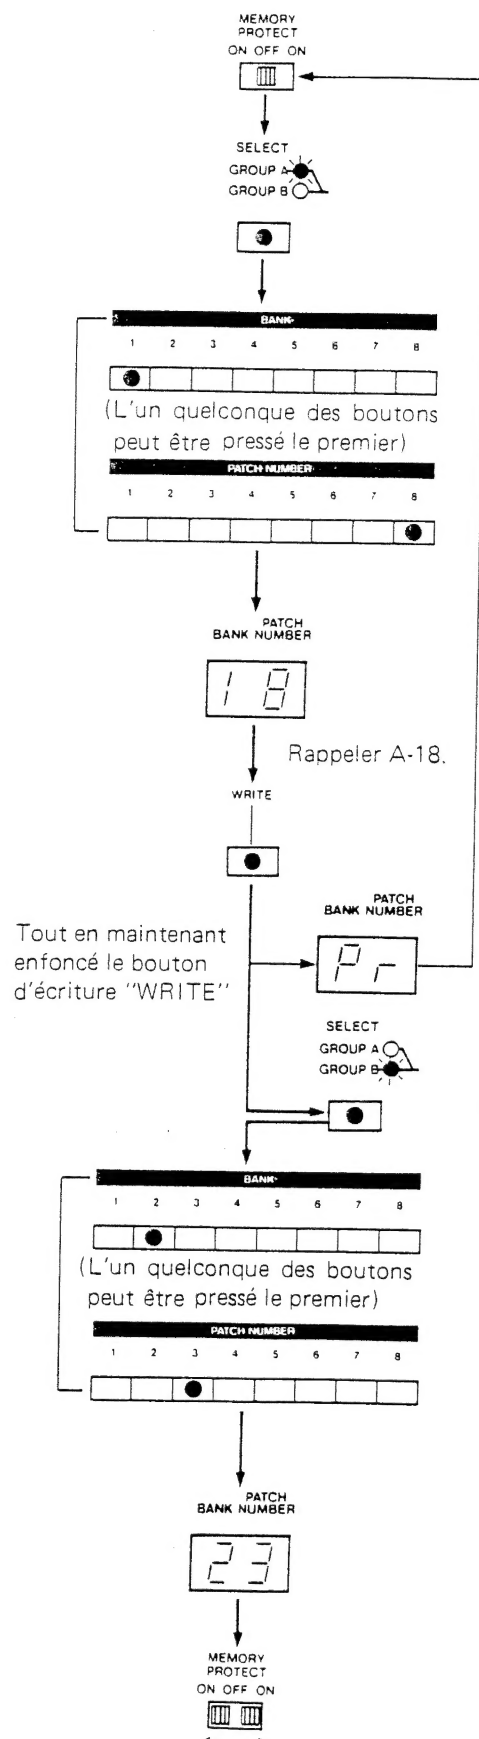 MEMORY
PROTECT
ON OFF ON
SELECT
GROUP A
GROUP B
BANK
1 2 3 4 5 6 7 8
(L'un quelconque des boutons
peut être pressé le premier)
PATCH NUMBER
1 2 3 4 5 6 7 8
PATCH
BANK NUMBER
1 8
Rappeler A-18.
WRITE
PATCH
BANK NUMBER
Pr
Tout en maintenant
enfoncé le bouton
d'écriture "WRITE"
SELECT
GROUP A
GROUP B
BANK
1 2 3 4 5 6 7 8
(L'un quelconque des boutons
peut être pressé le premier)
PATCH NUMBER
1 2 3 4 5 6 7 8
PATCH
BANK NUMBER
2 3
MEMORY
PROTECT
ON OFF ON